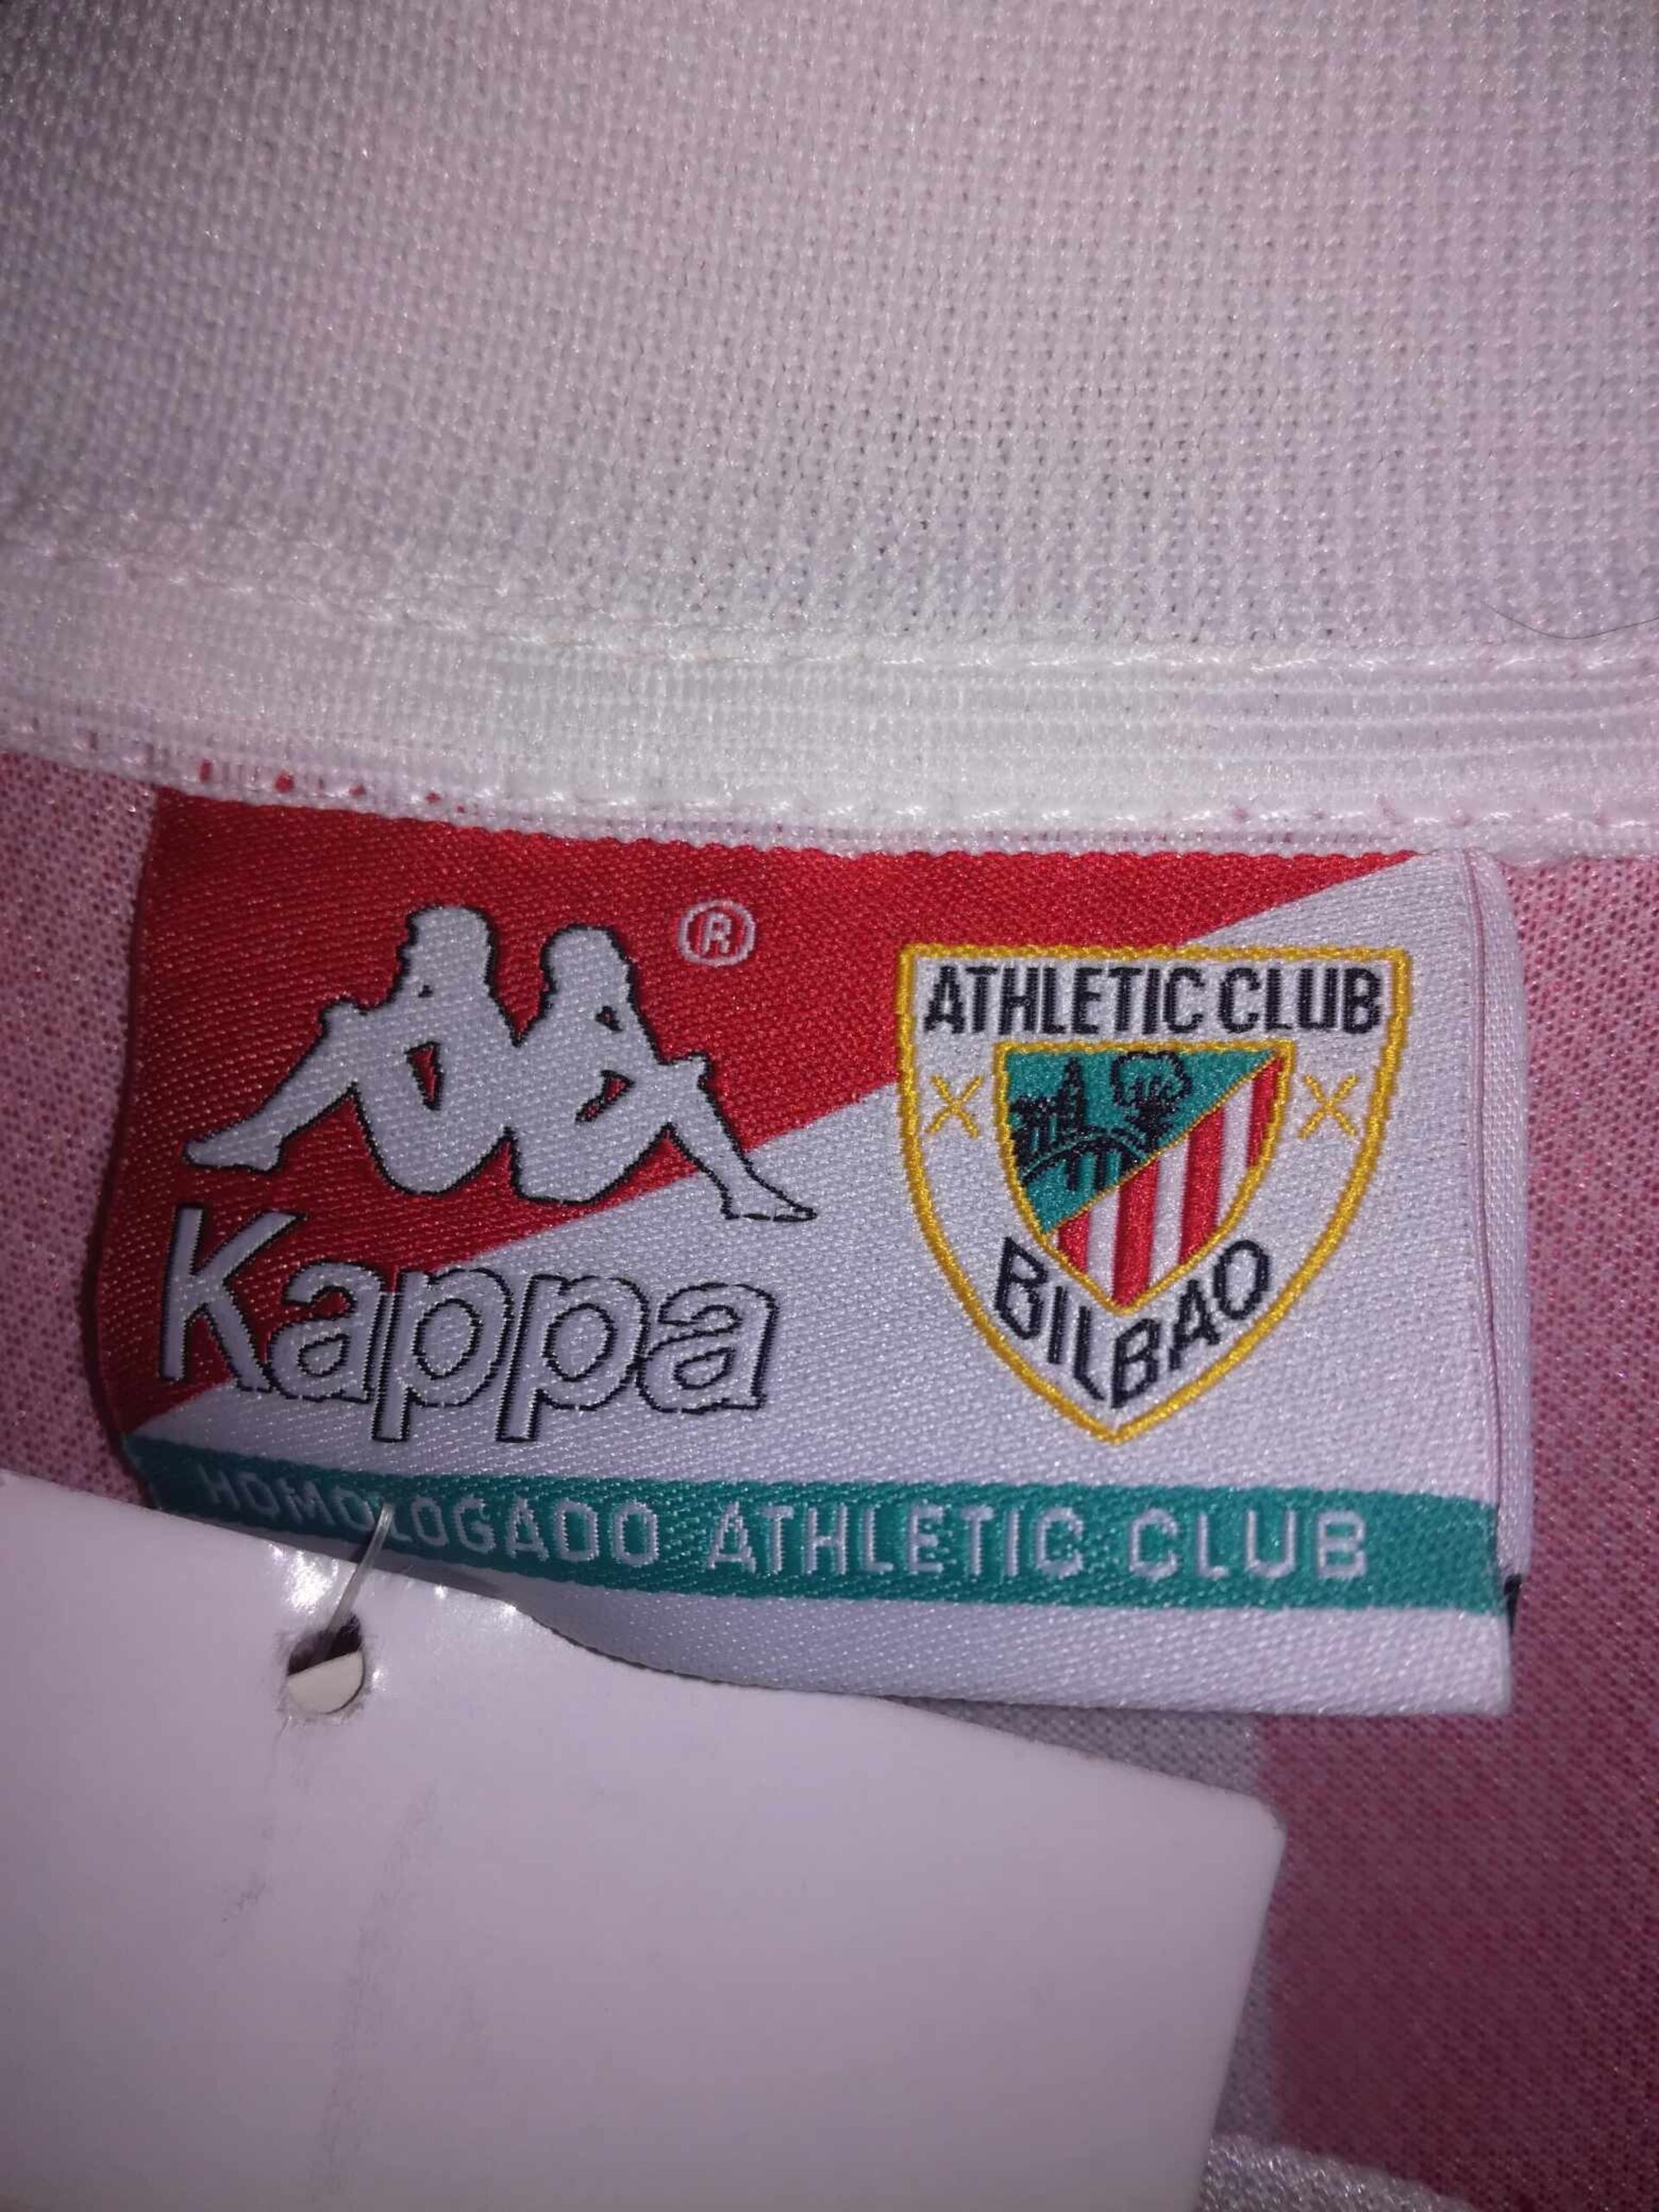 ®
Kappa
ATHLETIC CLUB
BILBAO
HOMOLOGADO ATHLETIC CLUB